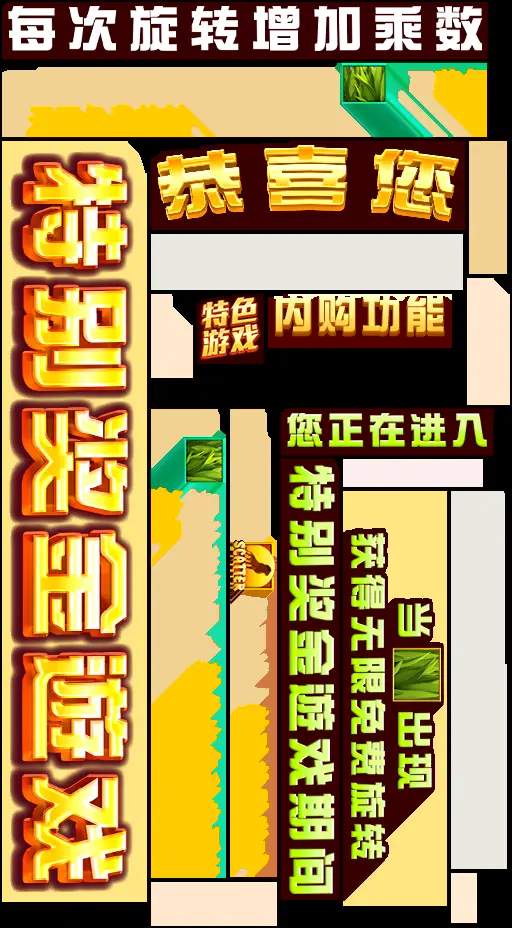 每次旋转增加乘数
恭喜您
特别奖金遊戏
特色
游戏
内购功能
您正在进入
特别奖金遊戏期间
SCATTER
当出现
获得无限免费旋转